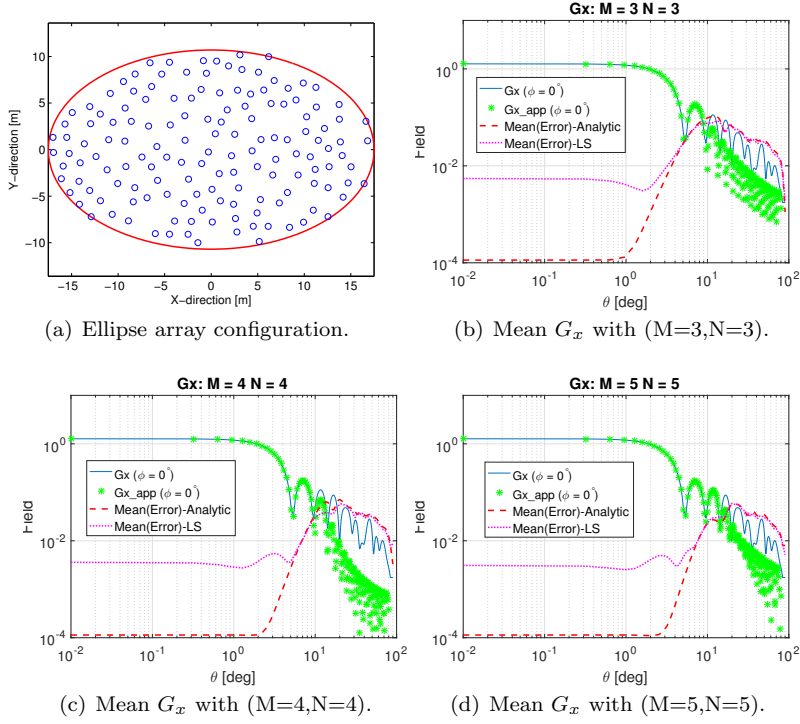 Y−direction [m]
10
5
0
−5
−10
−15 −10 −5 0 5 10 15
X−direction [m]
(a) Ellipse array configuration.
Gx: M = 3 N = 3
Field
10^0
10^-2
10^-4
Gx (ϕ = 0°)
Gx_app (ϕ = 0°)
Mean(Error)-Analytic
Mean(Error)-LS
10^-2 10^-1 10^0 10^1 10^2
θ [deg]
(b) Mean G_x with (M=3,N=3).
Gx: M = 4 N = 4
Field
10^0
10^-2
10^-4
Gx (ϕ = 0°)
Gx_app (ϕ = 0°)
Mean(Error)-Analytic
Mean(Error)-LS
10^-2 10^-1 10^0 10^1 10^2
θ [deg]
(c) Mean G_x with (M=4,N=4).
Gx: M = 5 N = 5
Field
10^0
10^-2
10^-4
Gx (ϕ = 0°)
Gx_app (ϕ = 0°)
Mean(Error)-Analytic
Mean(Error)-LS
10^-2 10^-1 10^0 10^1 10^2
θ [deg]
(d) Mean G_x with (M=5,N=5).